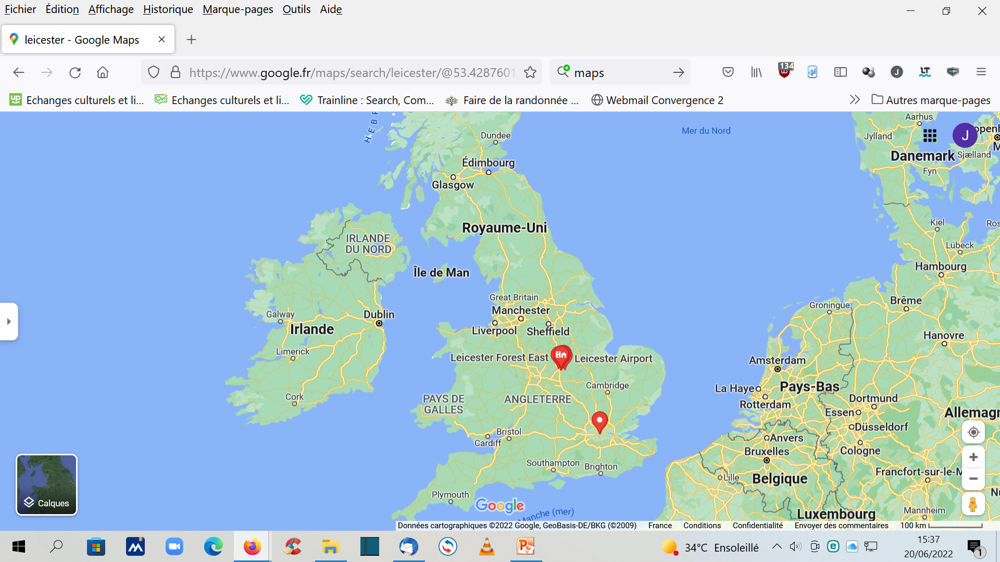 Fichier Édition Affichage Historique Marque-pages Outils Aide
leicester - Google Maps
https://www.google.fr/maps/search/leicester/@53.4287601
maps
134
J
LT
up Echanges culturels et li...
OK Echanges culturels et li...
Trainline : Search, Com...
Faire de la randonnée ...
Webmail Convergence 2
Autres marque-pages
HEBR
Mer du Nord
Aarhus
Jylland
openh
J
M
Danemark
Sjælland
Fyn
Dundee
Édimbourg
Glasgow
Royaume-Uni
IRLANDE
DU NORD
Île de Man
Kiel
Ros
Lübeck
Hambourg
Great Britain
Manchester
Liverpool
Sheffield
Galway
Dublin
Irlande
Limerick
Cork
Groningue
Brême
Hanovre
Leicester Forest East
Leicester Airport
Amsterdam
La Haye
Pays-Bas
Rotterdam
Dortmund
Essen
Allemagn
Düsseldorf
Cambridge
PAYS DE
GALLES
ANGLETERRE
Bristol
Cardiff
Anvers
Bruxelles
Cologne
Southampton
Brighton
Lille
Belgique
Francfort-sur-le-M
Nu
Plymouth
Google
Manche (mer)
Mannheim
Luxembourg
Calques
Données cartographiques ©2022 Google, GeoBasis-DE/BKG (©2009) France Conditions Confidentialité Envoyer des commentaires 100 km
34°C Ensoleillé
15:37
20/06/2022
1